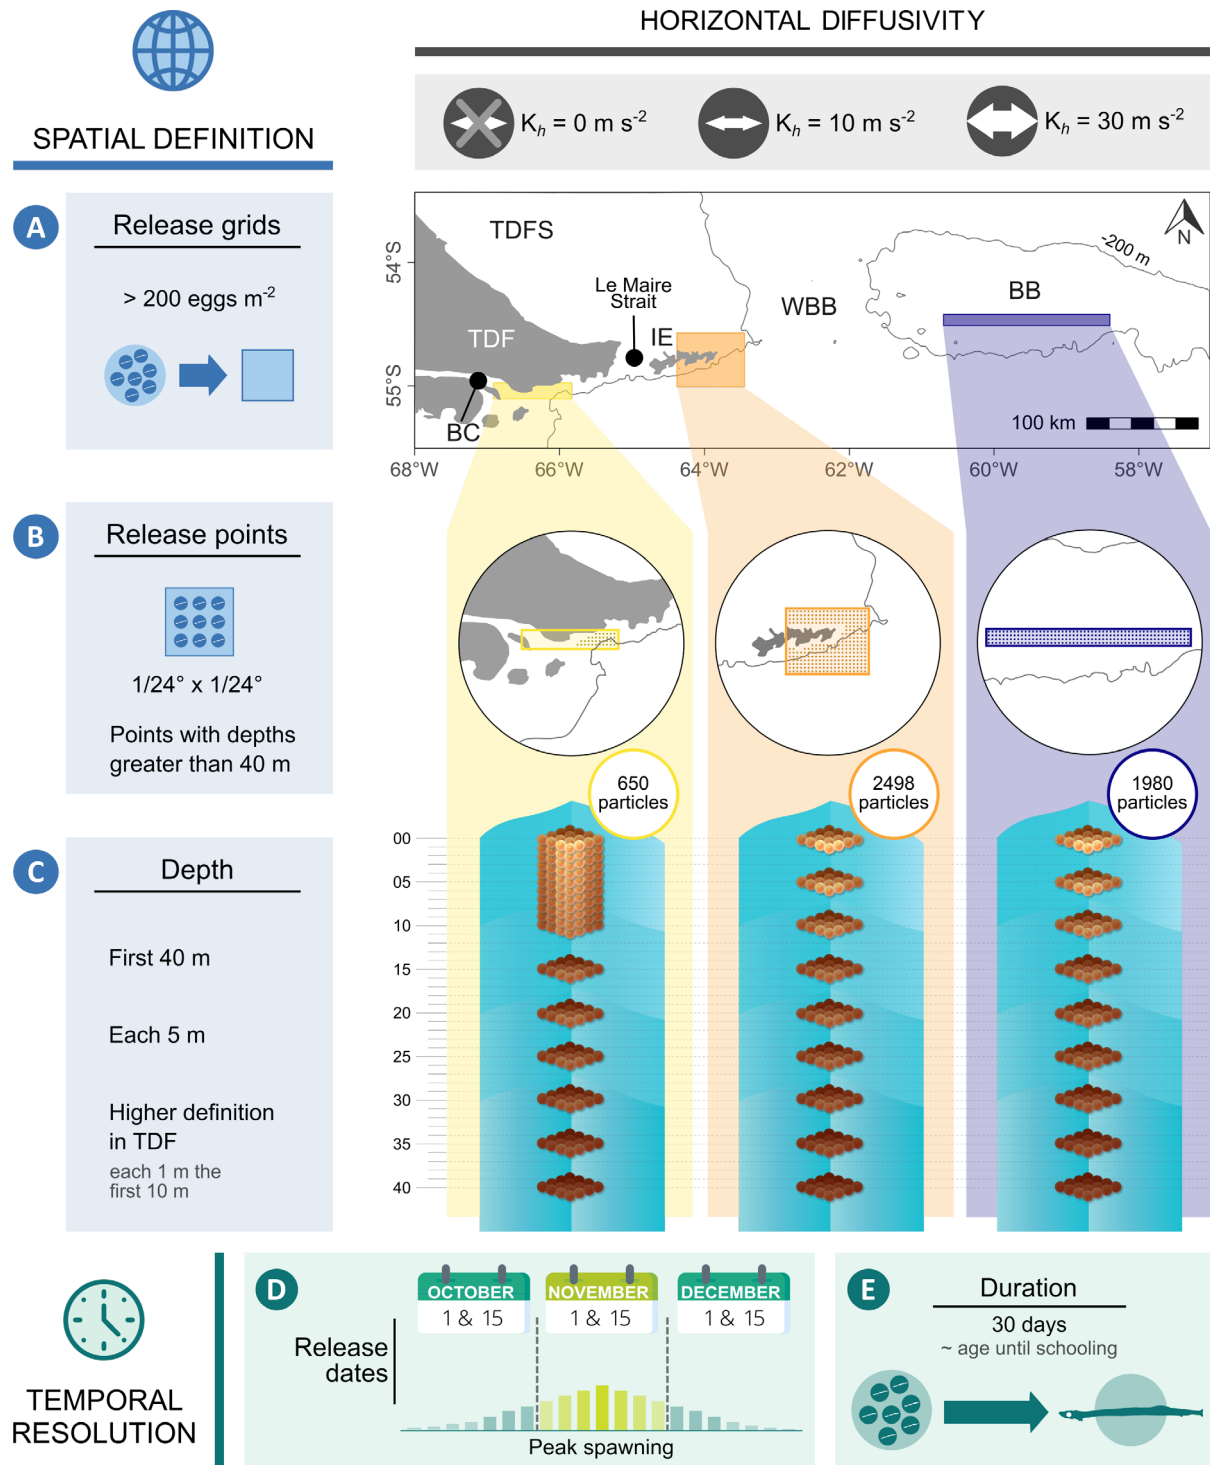 HORIZONTAL DIFFUSIVITY
SPATIAL DEFINITION
Kh = 0 m s-2
Kh = 10 m s-2
Kh = 30 m s-2
A
Release grids
> 200 eggs m-2
TDFS
54°S
55°S
Le Maire
Strait
TDF
IE
BC
WBB
BB
-200 m
N
100 km
68°W
66°W
64°W
62°W
60°W
58°W
B
Release points
1/24° x 1/24°
Points with depths
greater than 40 m
650
particles
2498
particles
1980
particles
C
Depth
First 40 m
Each 5 m
Higher definition
in TDF
each 1 m the
first 10 m
00
05
10
15
20
25
30
35
40
TEMPORAL
RESOLUTION
D
Release
dates
OCTOBER
1 & 15
NOVEMBER
1 & 15
DECEMBER
1 & 15
Peak spawning
E
Duration
30 days
~ age until schooling